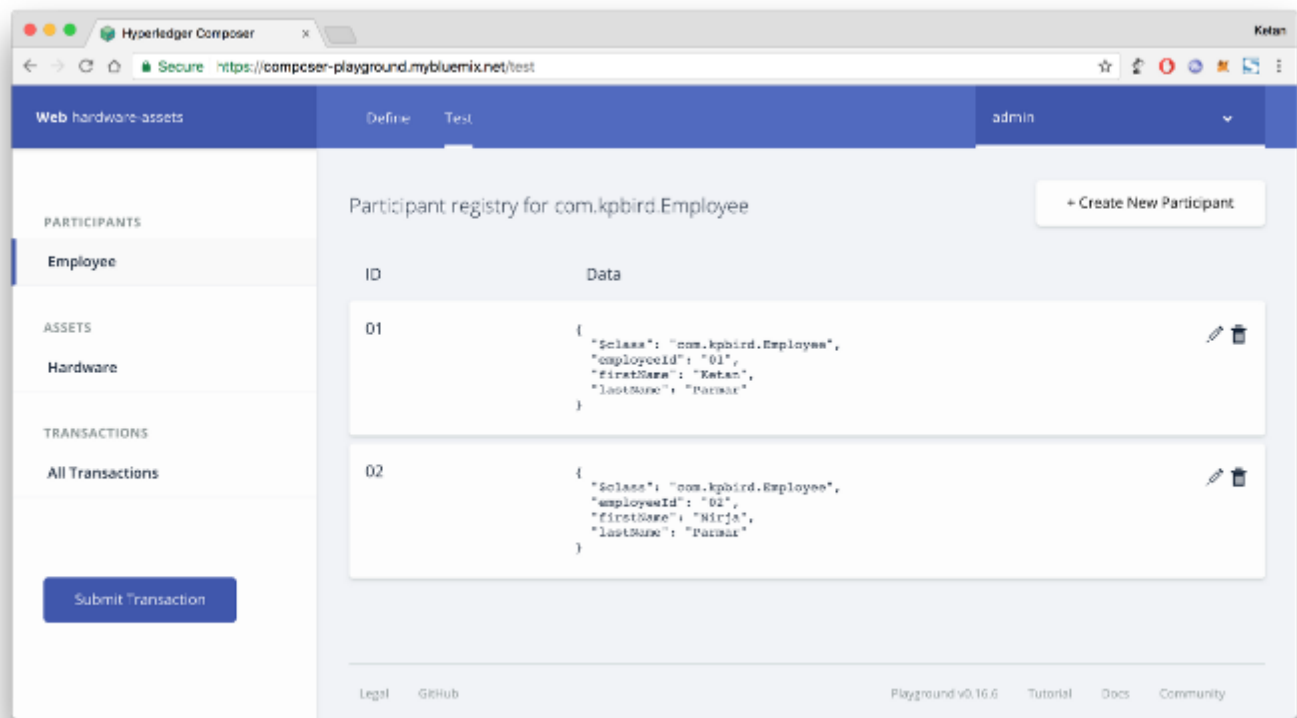 Hyperledger Composer
Ketan
Secure https://composer-playground.mybluemix.net/test
Web hardware-assets
Define Test
admin
PARTICIPANTS
Employee
ASSETS
Hardware
TRANSACTIONS
All Transactions
Submit Transaction
Participant registry for com.kpbird.Employee
+ Create New Participant
ID Data
01
{
"$class": "com.kpbird.Employee",
"employeeId": "01",
"firstName": "Ketan",
"lastName": "Parmar"
}
02
{
"$class": "com.kpbird.Employee",
"employeeId": "02",
"firstName": "Nirja",
"lastName": "Parmar"
}
Legal GitHub
Playground v0.16.6 Tutorial Docs Community